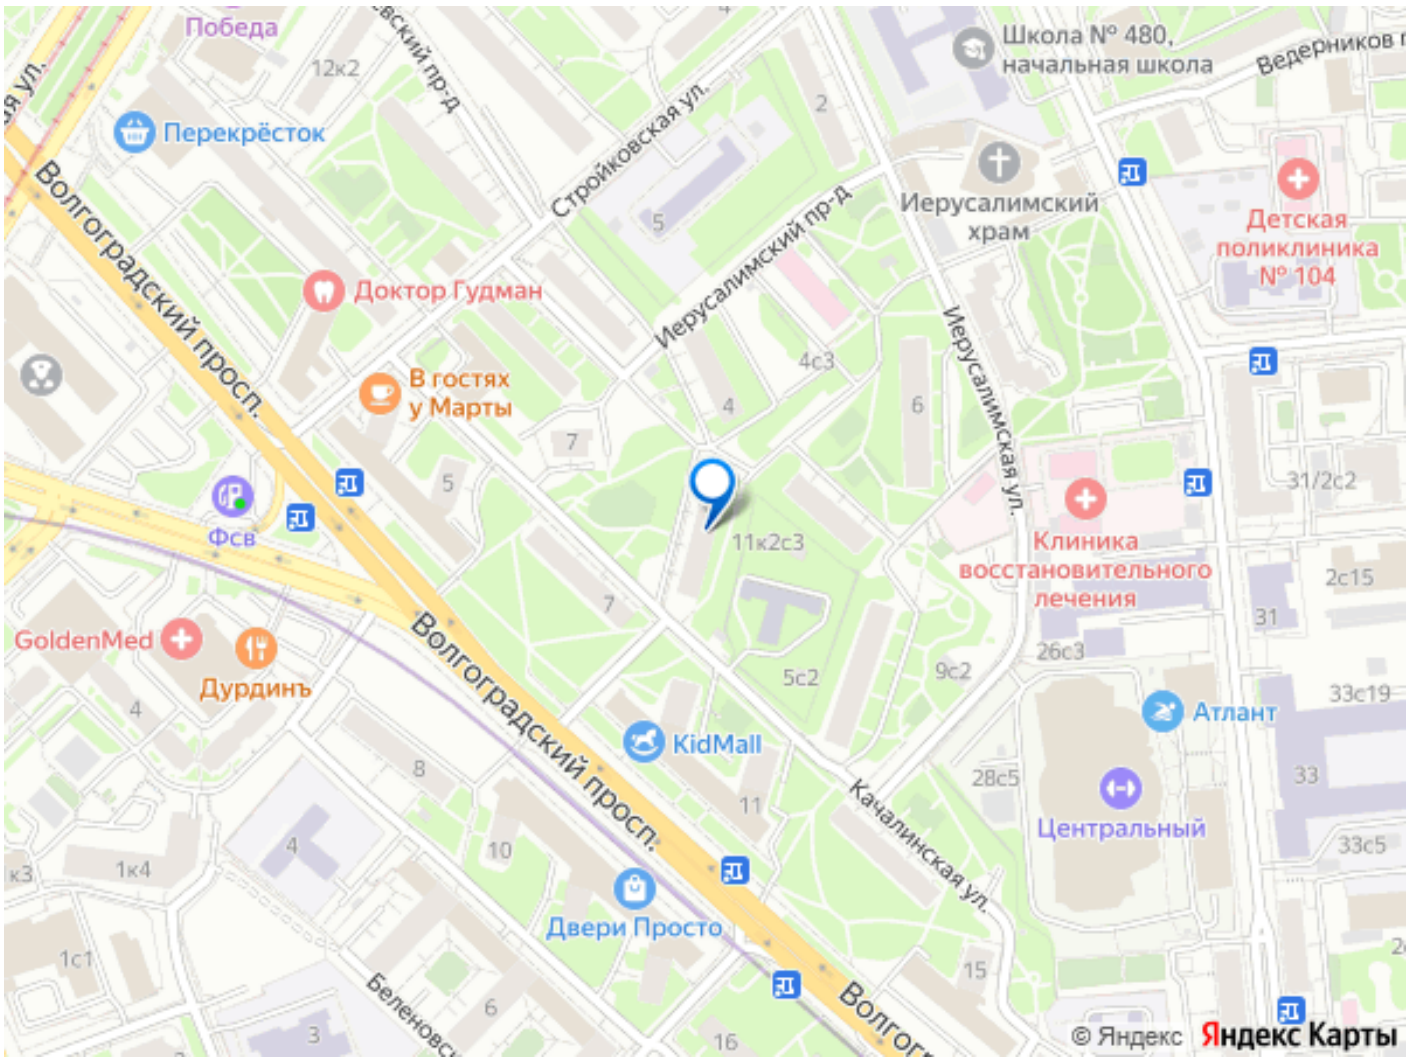 Победа
Школа № 480,
начальная школа
12к2
2
Перекрёсток
Стройковская ул.
Иерусалимский
храм
Детская
поликлиника
№ 104
5
Волгоградский просп.
Доктор Гудман
Иерусалимский пр-д
Иерусалимская ул.
4с3
В гостях
у Марты
4
6
7
5
31/2с2
Фсв
11к2с3
Клиника
восстановительного
лечения
2с15
7
31
GoldenMed
Дурдинъ
Волгоградский просп.
26с3
5с2
9с2
33с19
4
Атлант
KidMall
8
28с5
33
11
Качалинская ул.
Центральный
4
10
33с5
к3
1к4
Двери Просто
1с1
15
6
3
16
© Яндекс Яндекс Карты